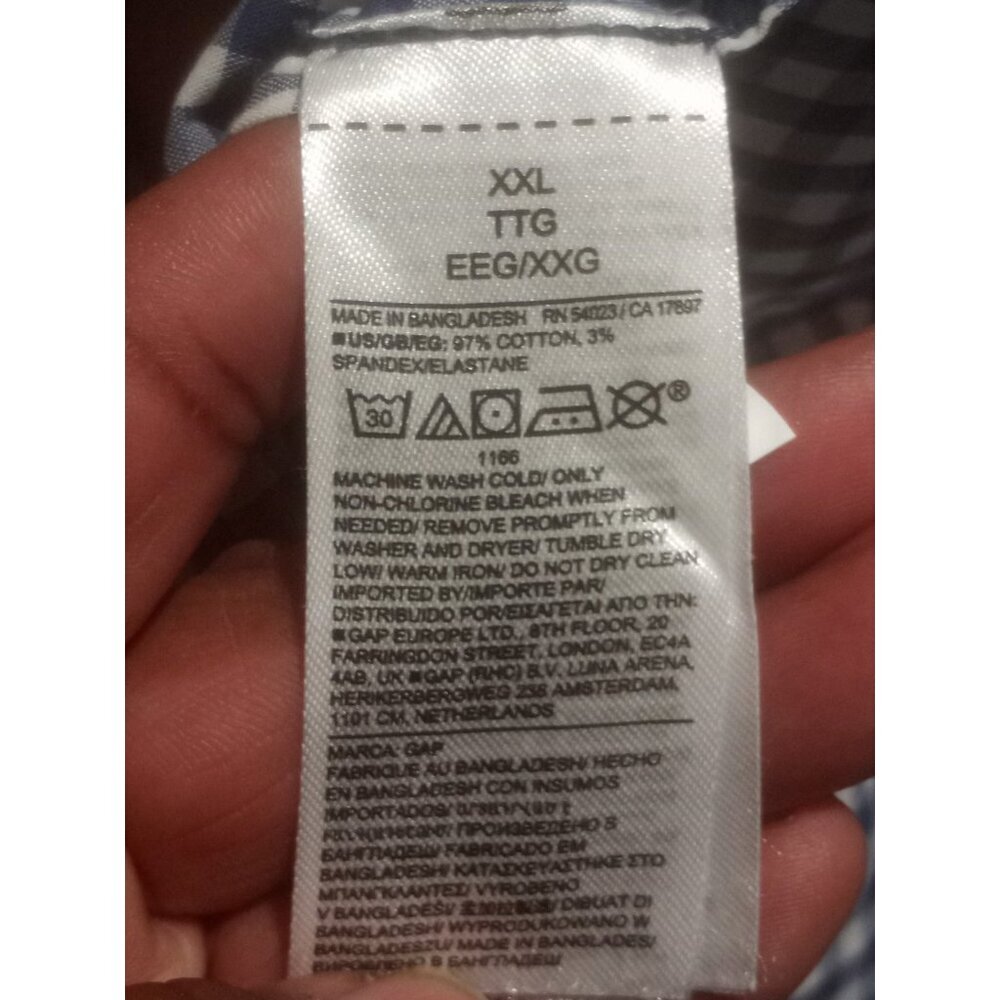 XXL
TTG
EEG/XXG
MADE IN BANGLADESH RN 54023 / CA 17897
■US/GB/EG: 97% COTTON, 3%
SPANDEX/ELASTANE
30 ®
1166
MACHINE WASH COLD/ ONLY
NON-CHLORINE BLEACH WHEN
NEEDED/ REMOVE PROMPTLY FROM
WASHER AND DRYER/ TUMBLE DRY
LOW/ WARM IRON/ DO NOT DRY CLEAN
IMPORTED BY/IMPORTE PAR/
DISTRIBUIDO POR/ΕΙΣΑΓΕΤΑΙ ΑΠΟ ΤΗΝ:
■GAP EUROPE LTD., 8TH FLOOR, 20
FARRINGDON STREET, LONDON, EC4A
4AB, UK ■GAP (RHC) B.V. LUNA ARENA,
HERIKERBERGWEG 238 AMSTERDAM,
1101 CM, NETHERLANDS
MARCA: GAP
FABRIQUE AU BANGLADESH/ HECHO
EN BANGLADESH CON INSUMOS
IMPORTADOS/
ПРОИЗВЕДЕНО В
БАНГЛАДЕШ/ FABRICADO EM
BANGLADESH/ ΚΑΤΑΣΚΕΥΑΣΤΗΚΕ ΣΤΟ
ΜΠΑΝΓΚΛΑΝΤΕΣ/ VYROBENO
V BANGLADÉŠI/ DIBUAT DI
BANGLADESH/ WYPRODUKOWANO W
BANGLADESZU/ MADE IN BANGLADES/
В БАНГЛАДЕШ